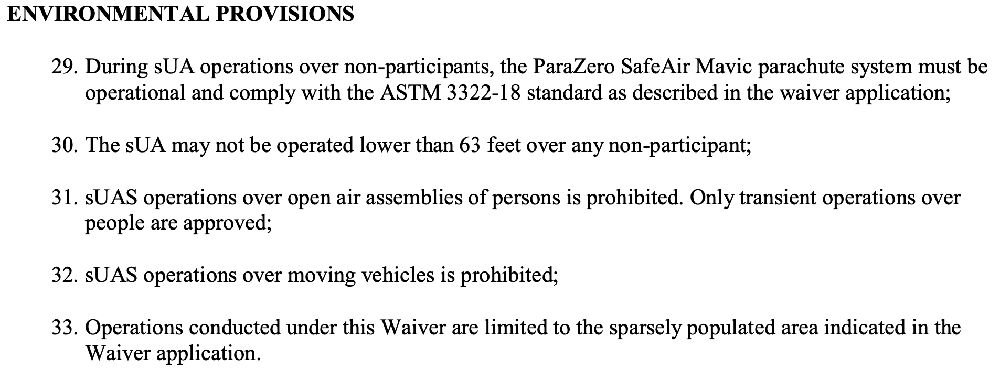 ENVIRONMENTAL PROVISIONS
29. During sUA operations over non-participants, the ParaZero SafeAir Mavic parachute system must be
operational and comply with the ASTM 3322-18 standard as described in the waiver application;
30. The sUA may not be operated lower than 63 feet over any non-participant;
31. sUAS operations over open air assemblies of persons is prohibited. Only transient operations over
people are approved;
32. sUAS operations over moving vehicles is prohibited;
33. Operations conducted under this Waiver are limited to the sparsely populated area indicated in the
Waiver application.